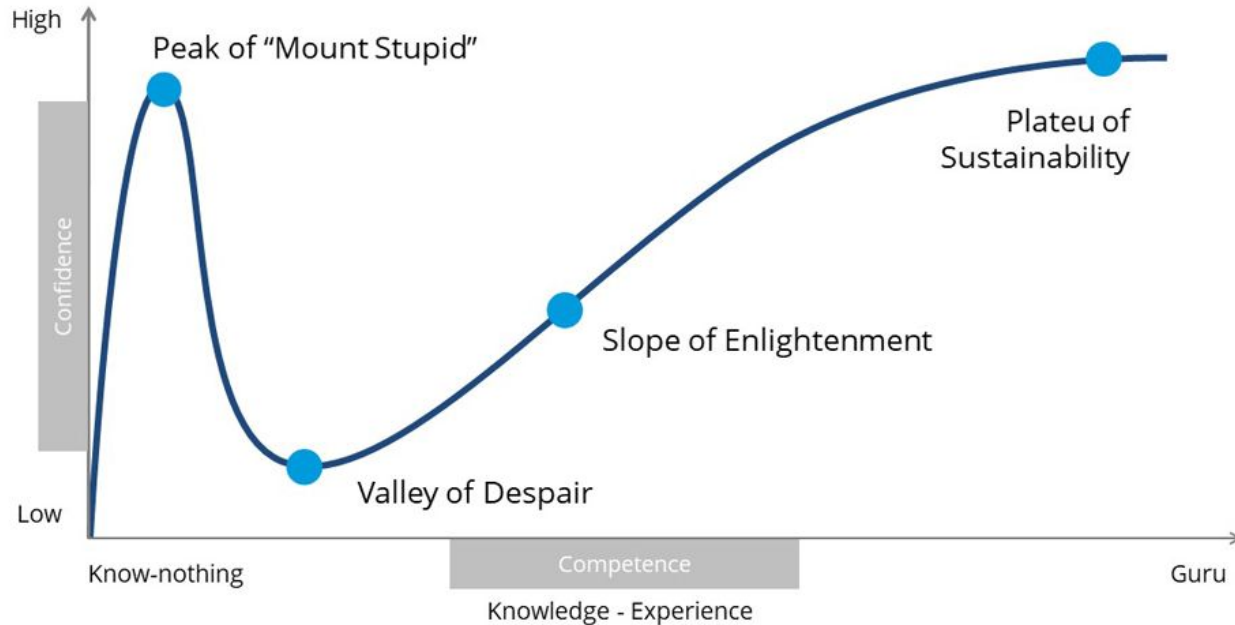 High
Peak of “Mount Stupid”
Plateu of
Sustainability
Confidence
Slope of Enlightenment
Valley of Despair
Low
Know-nothing
Competence
Guru
Knowledge - Experience